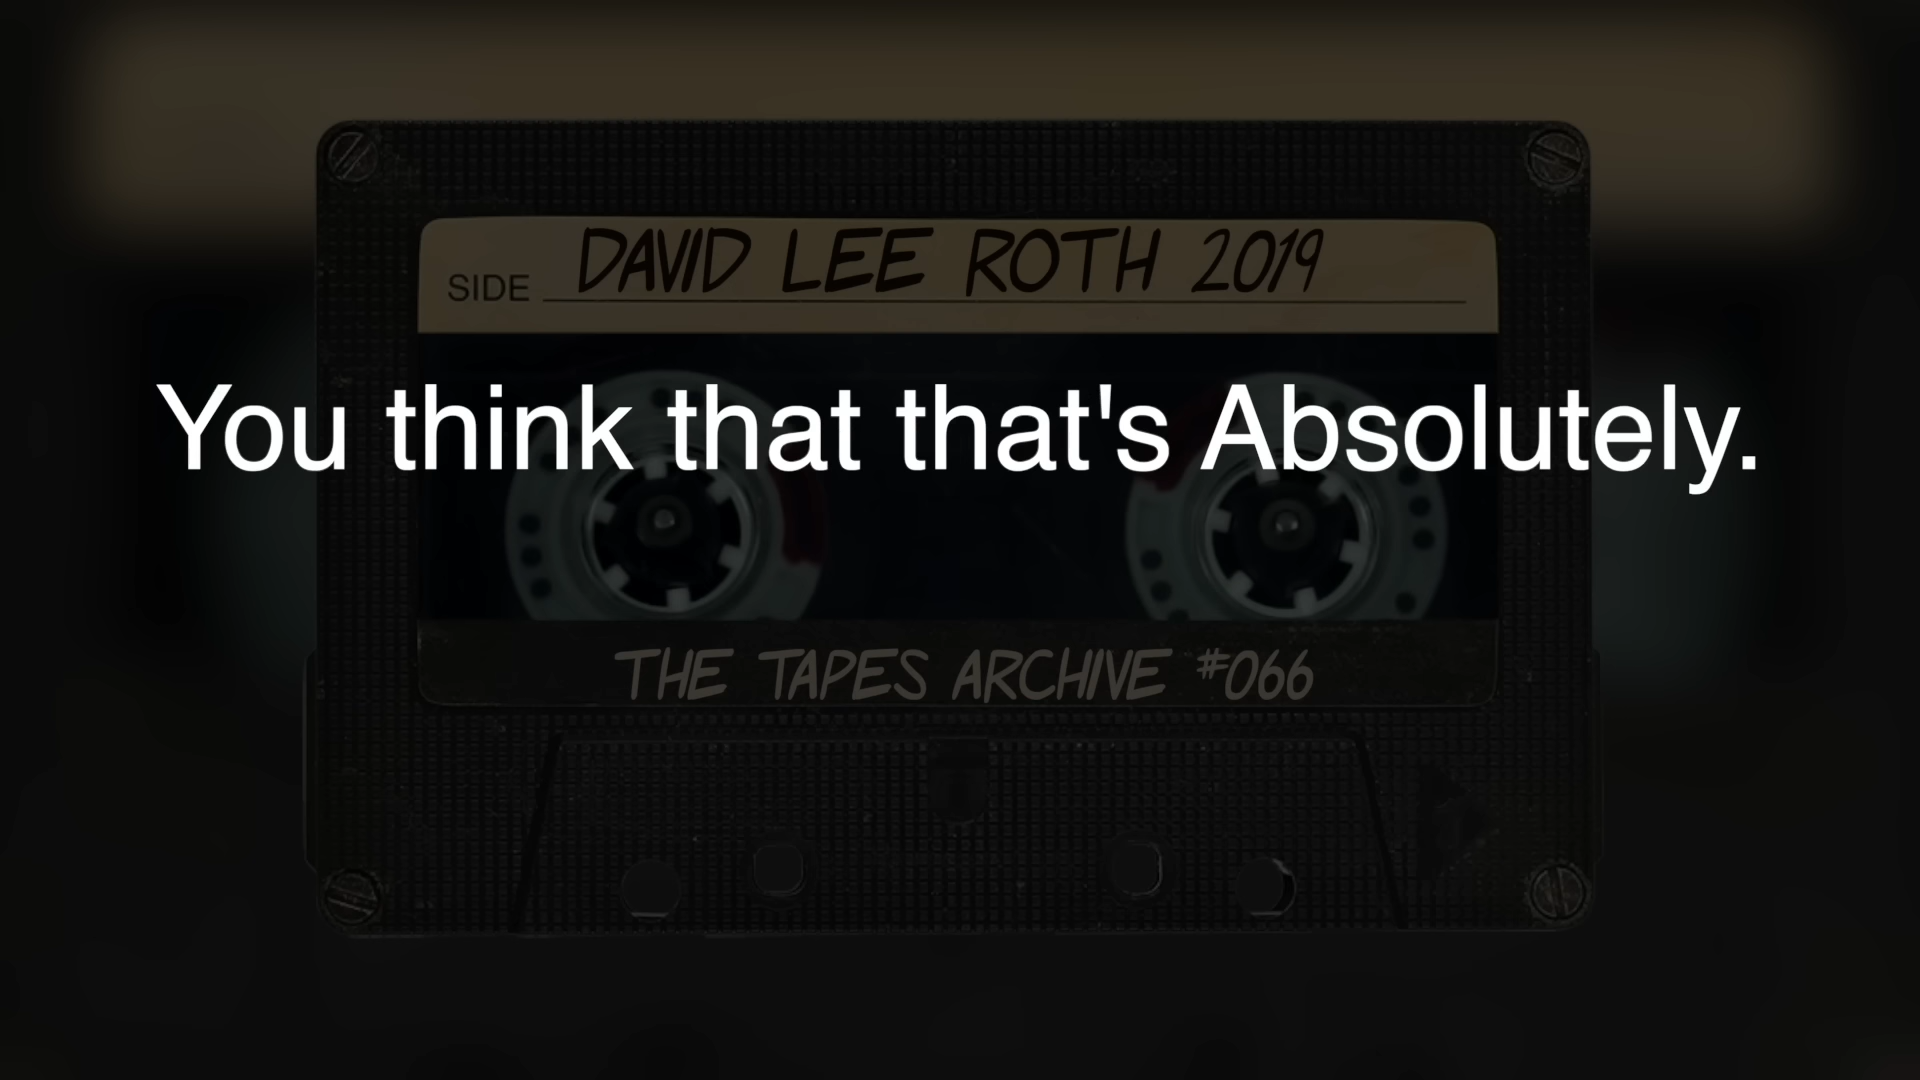 SIDE DAVID LEE ROTH 2019
You think that that's Absolutely.
THE TAPES ARCHIVE #066